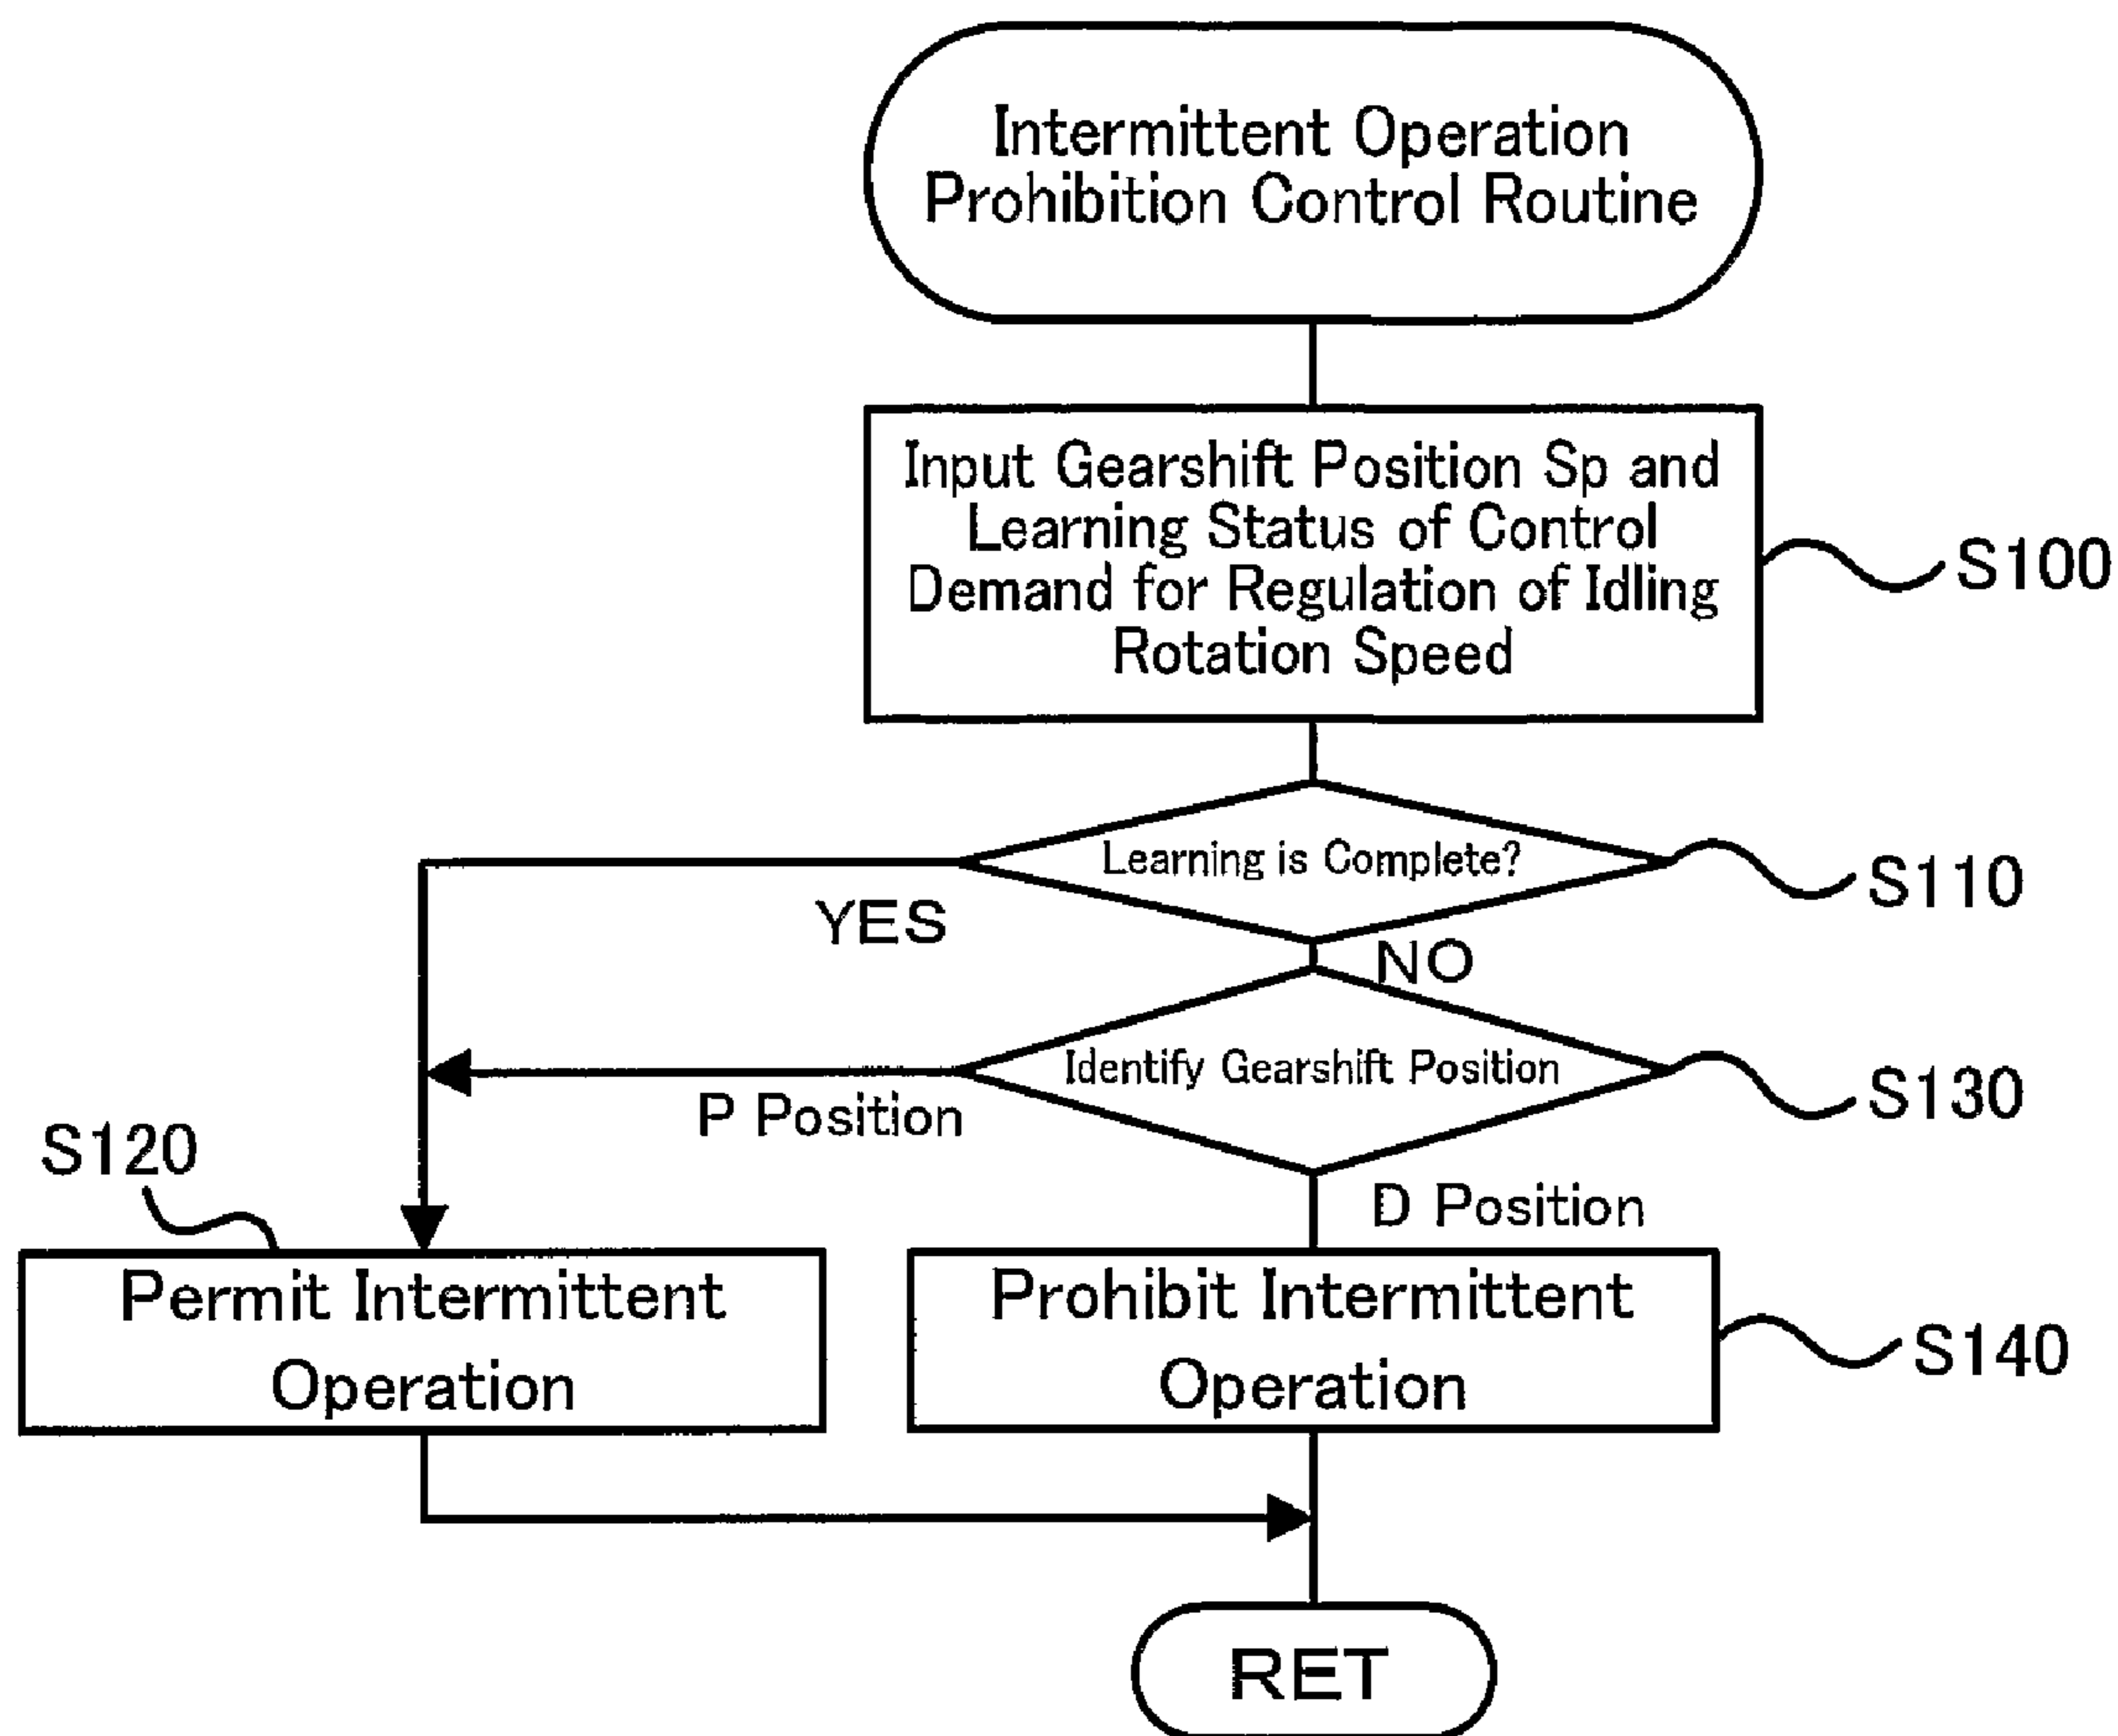 Intermittent Operation
Prohibition Control Routine
Input Gearshift Position Sp and
Learning Status of Control
Demand for Regulation of Idling
Rotation Speed
S100
Learning is Complete?
S110
YES
NO
Identify Gearshift Position
S130
P Position
S120
D Position
Permit Intermittent
Operation
Prohibit Intermittent
Operation
S140
RET